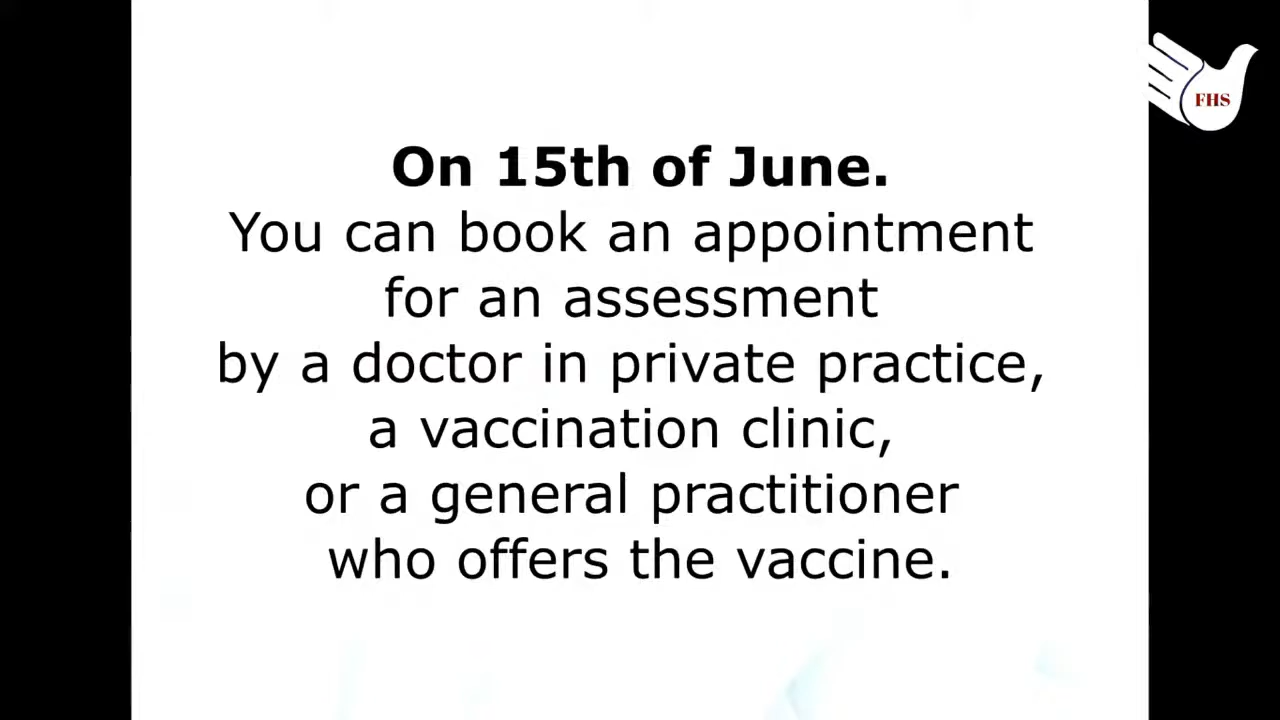 FHS
On 15th of June.
You can book an appointment
for an assessment
by a doctor in private practice,
a vaccination clinic,
or a general practitioner
who offers the vaccine.